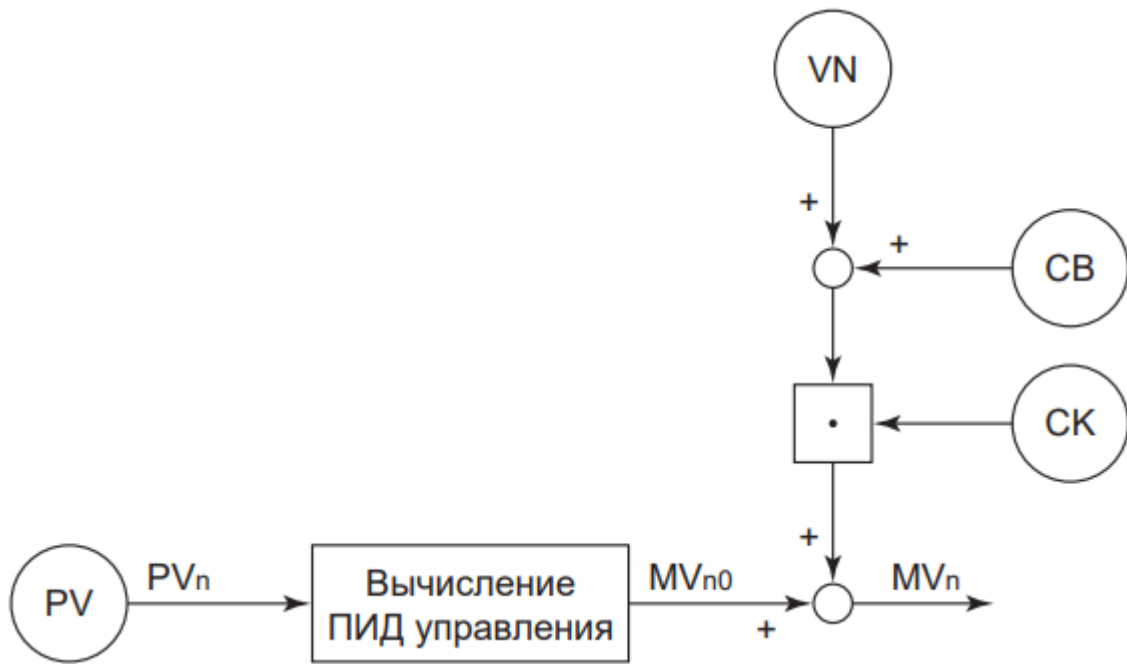 VN
+
+
CB
CK
+
PV
PVn
Вычисление
ПИД управления
MVn0
+
MVn